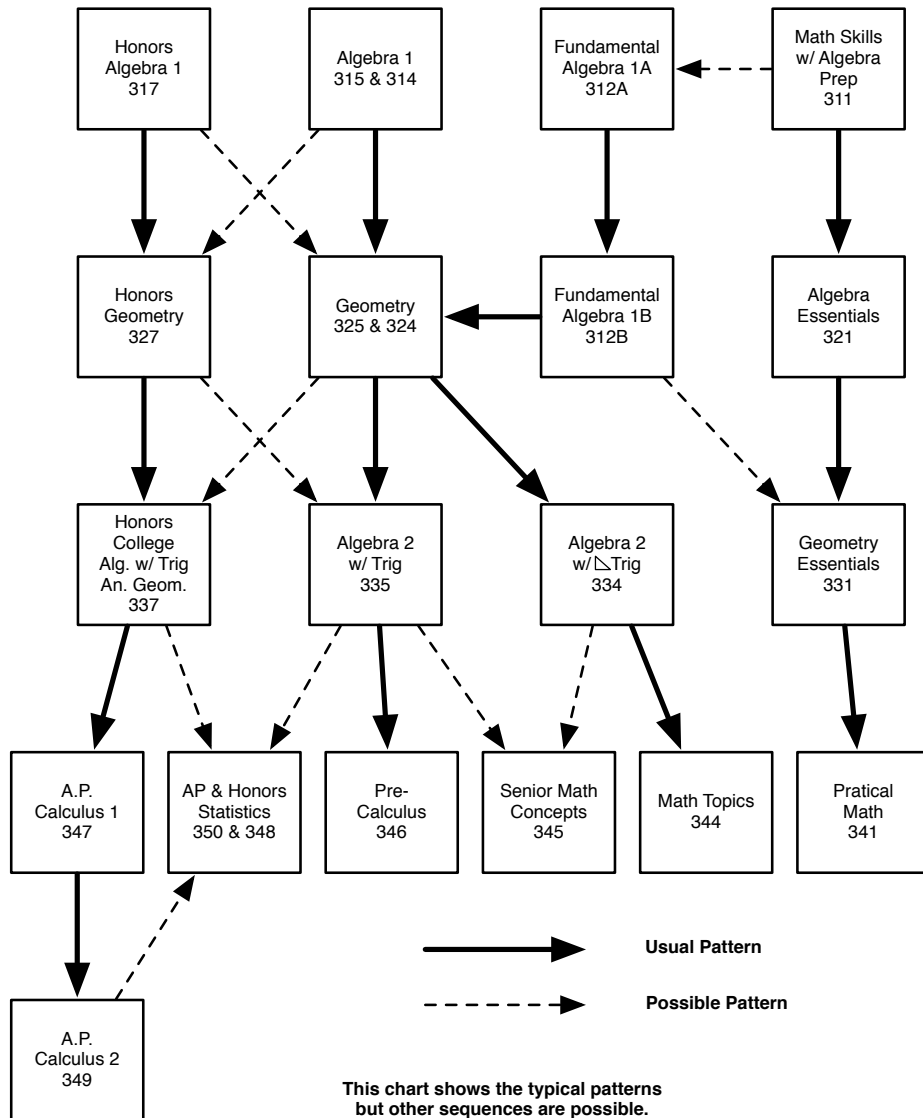 Honors
Algebra 1
317
Algebra 1
315 & 314
Fundamental
Algebra 1A
312A
Math Skills
w/ Algebra
Prep
311
Honors
Geometry
327
Geometry
325 & 324
Fundamental
Algebra 1B
312B
Algebra
Essentials
321
Honors
College
Alg. w/ Trig
An. Geom.
337
Algebra 2
w/ Trig
335
Algebra 2
w/ ⊿Trig
334
Geometry
Essentials
331
A.P.
Calculus 1
347
AP & Honors
Statistics
350 & 348
Pre-
Calculus
346
Senior Math
Concepts
345
Math Topics
344
Pratical
Math
341
Usual Pattern
Possible Pattern
A.P.
Calculus 2
349
This chart shows the typical patterns
but other sequences are possible.